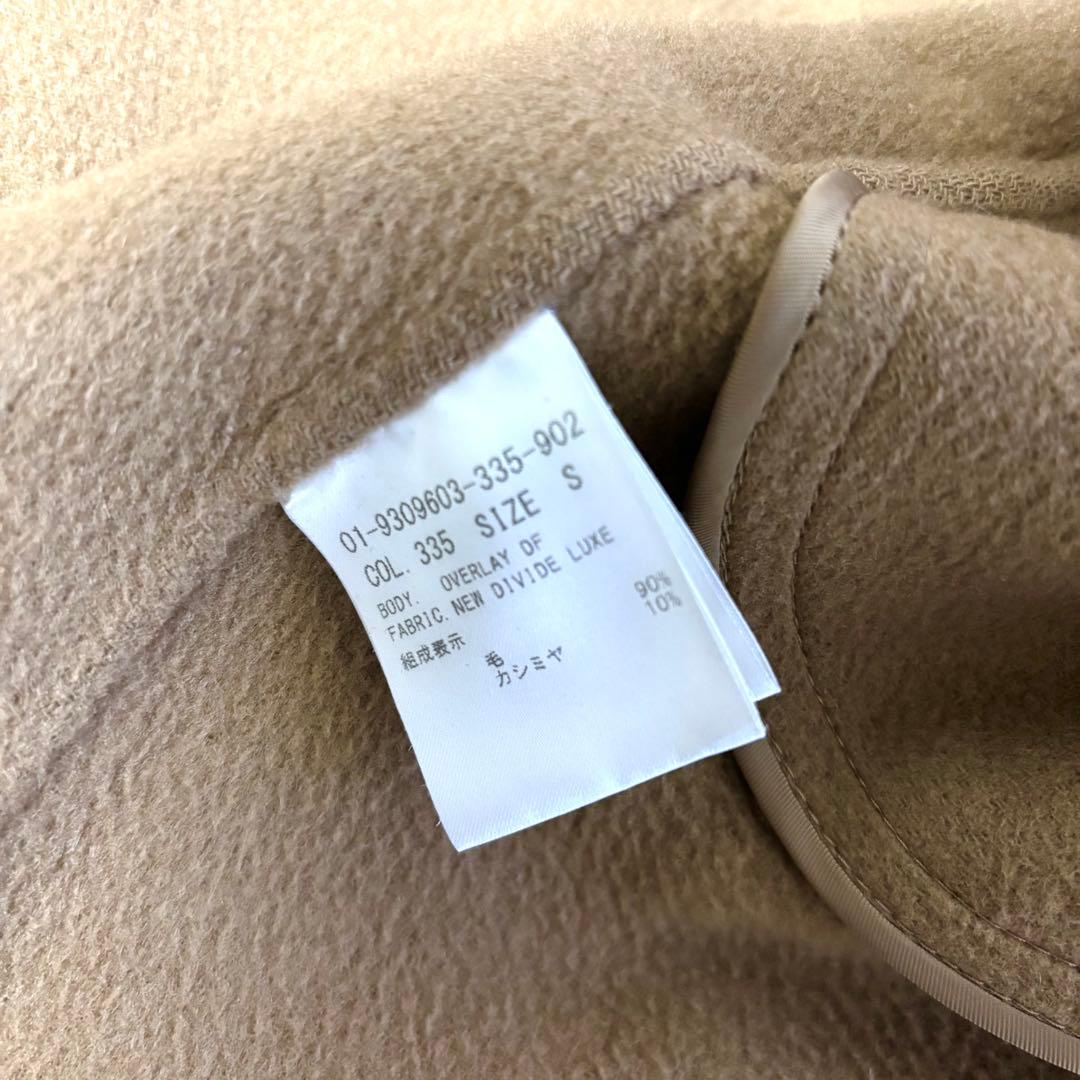 01-9309603-335-902
COL. 335 SIZE S
BODY. OVERLAY OF
FABRIC. NEW DIVIDE LUXE
組成表示
毛 90%
カシミヤ 10%